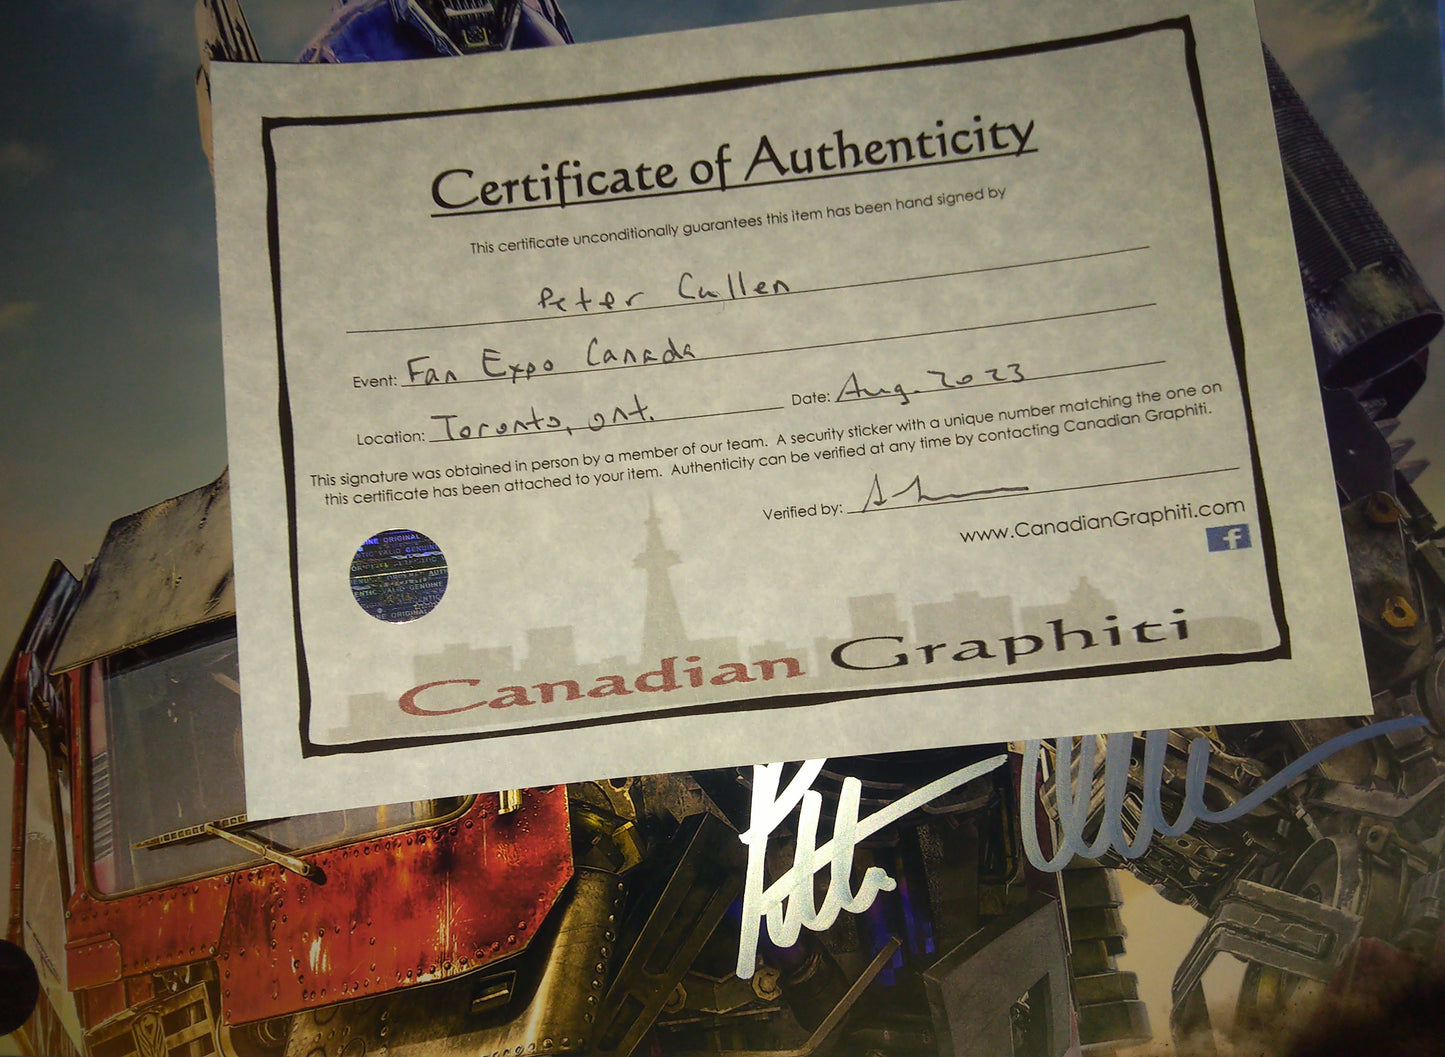 Certificate of Authenticity
This certificate unconditionally guarantees this item has been hand signed by
Peter Cullen
Event: Fan Expo Canada
Location: Toronto, Ont. Date: Aug. 2023
This signature was obtained in person by a member of our team. A security sticker with a unique number matching the one on
this certificate has been attached to your item. Authenticity can be verified at any time by contacting Canadian Graphiti.
Verified by:
www.CanadianGraphiti.com
f
Canadian Graphiti
Peter Cullen